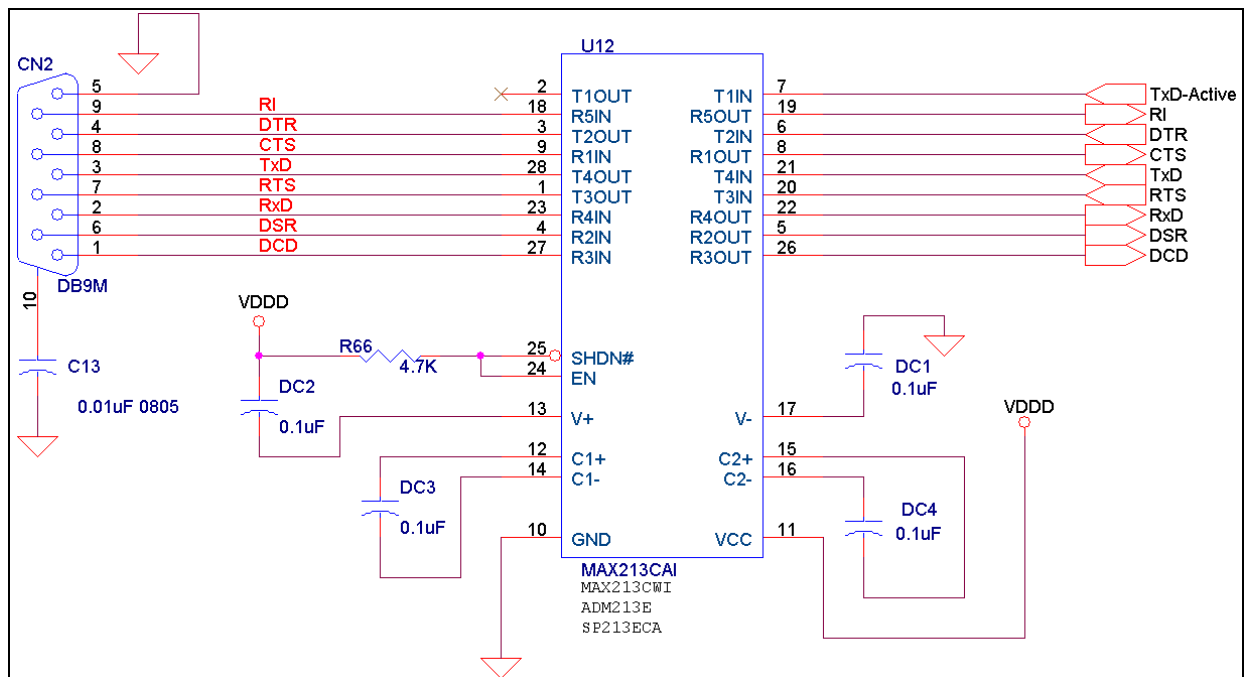 U12
CN2
5
9 RI 18 R5IN R5OUT 19 RI
2 T1OUT T1IN 7 TxD-Active
4 DTR 3 T2OUT T2IN 6 DTR
8 CTS 9 R1IN R1OUT 8 CTS
3 TxD 28 T4OUT T4IN 21 TxD
7 RTS 1 T3OUT T3IN 20 RTS
2 RxD 23 R4IN R4OUT 22 RxD
6 DSR 4 R2IN R2OUT 5 DSR
1 DCD 27 R3IN R3OUT 26 DCD
DB9M
10
VDDD
R66
4.7K
25 SHDN#
24 EN
C13
0.01uF 0805
DC2
0.1uF
DC1
0.1uF
13 V+
V- 17
VDDD
12 C1+
14 C1-
C2+ 15
C2- 16
DC3
0.1uF
DC4
0.1uF
10 GND
VCC 11
MAX213CAI
MAX213CWI
ADM213E
SP213ECA